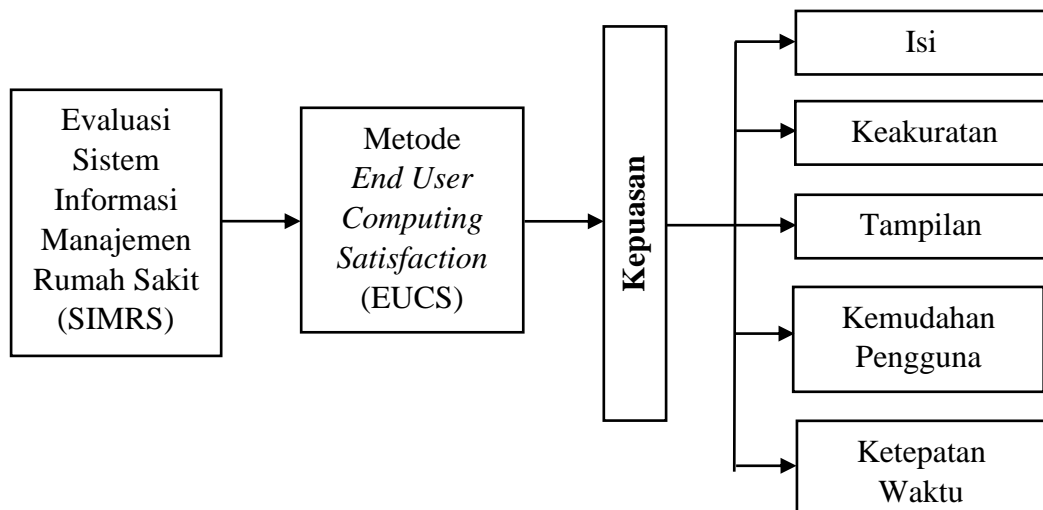 Evaluasi
Sistem
Informasi
Manajemen
Rumah Sakit
(SIMRS)
Metode
End User
Computing
Satisfaction
(EUCS)
Kepuasan
Isi
Keakuratan
Tampilan
Kemudahan
Pengguna
Ketepatan
Waktu